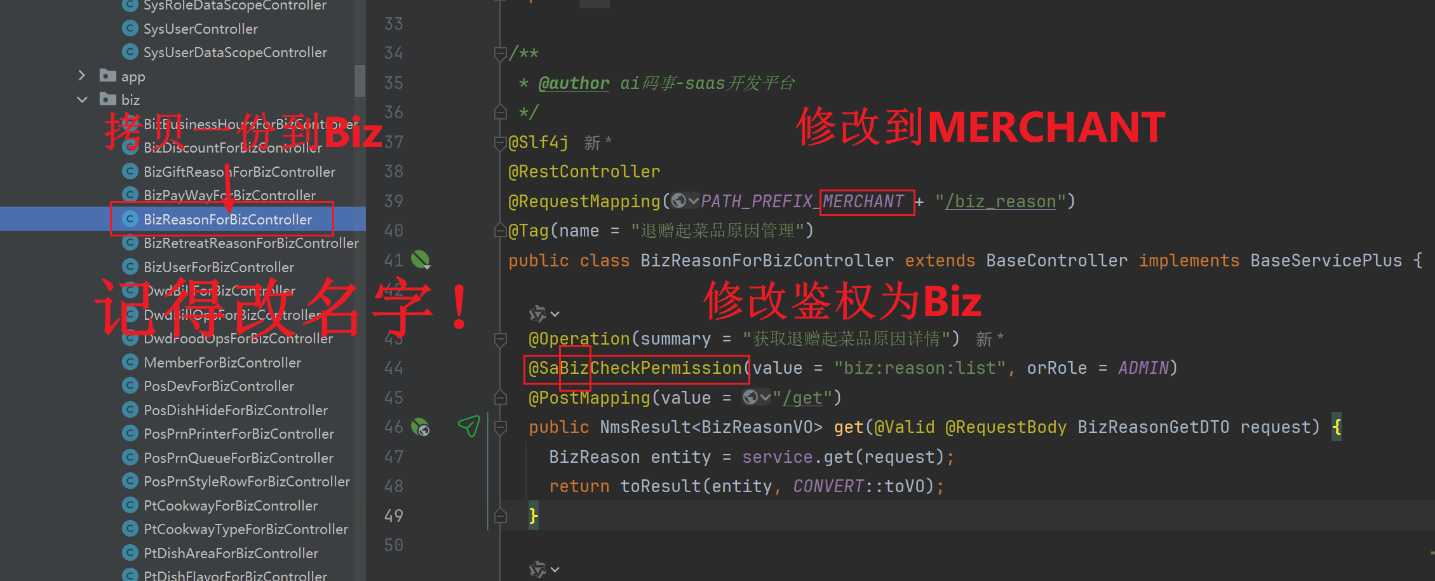 SysRoleDataScopeController
SysUserController
SysUserDataScopeController
app
biz
BizBusinessHoursForBizController
BizDiscountForBizController
BizGiftReasonForBizController
BizPayWayForBizController
BizReasonForBizController
BizRetreatReasonForBizController
BizUserForBizController
DwdBillForBizController
DwdBillOpsForBizController
DwdFoodOpsForBizController
MemberForBizController
PosDevForBizController
PosDishHideForBizController
PosPrnPrinterForBizController
PosPrnQueueForBizController
PosPrnStyleRowForBizController
PtCookwayForBizController
PtCookwayTypeForBizController
PtDishAreaForBizController
PtDishFlavorForBizController
拷贝一份到Biz
记得改名字！
33
34 /**
35 * @author ai码事-saas开发平台
36 */
修改到MERCHANT
37 @Slf4j 新 *
38 @RestController
39 @RequestMapping(PATH_PREFIX_MERCHANT + "/biz_reason")
40 @Tag(name = "退赠起菜品原因管理")
41 public class BizReasonForBizController extends BaseController implements BaseServicePlus {
42
修改鉴权为Biz
43 @Operation(summary = "获取退赠起菜品原因详情") 新 *
44 @SaBizCheckPermission(value = "biz:reason:list", orRole = ADMIN)
45 @PostMapping(value = "/get")
46 public NmsResult<BizReasonVO> get(@Valid @RequestBody BizReasonGetDTO request) {
47 BizReason entity = service.get(request);
48 return toResult(entity, CONVERT::toVO);
49 }
50